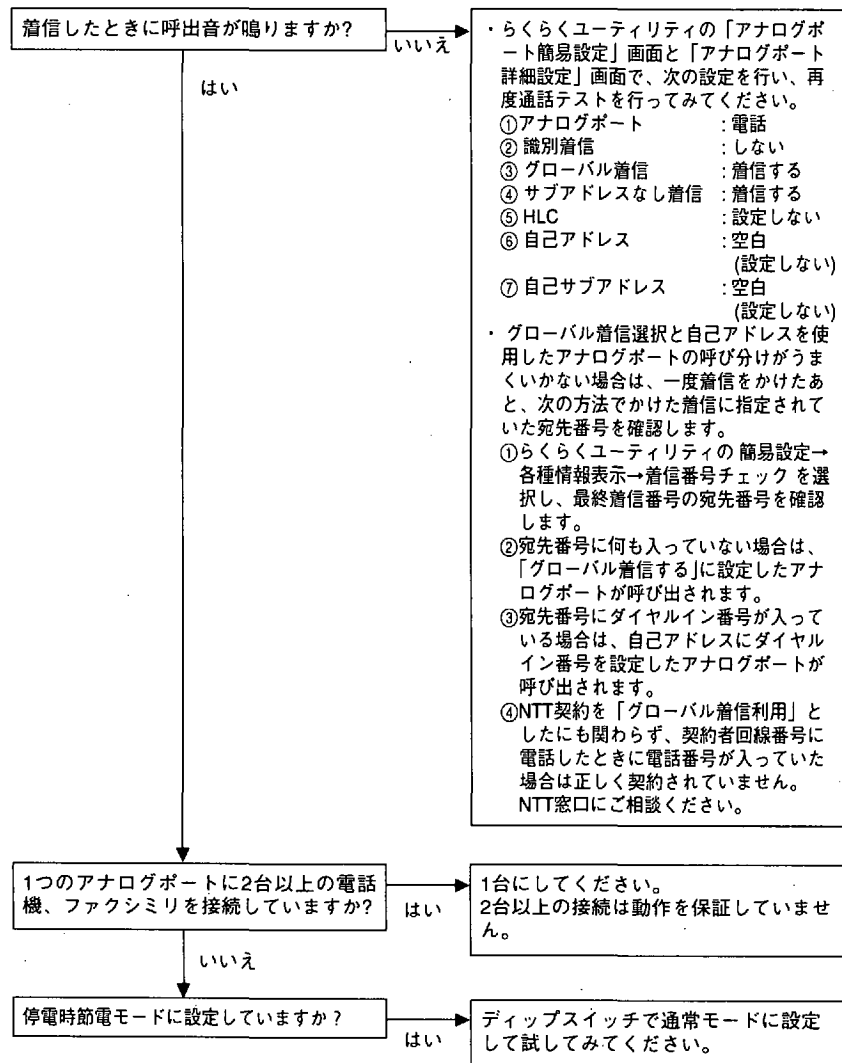 着信したときに呼出音が鳴りますか?
いいえ
はい
・らくらくユーティリティの「アナログポ
ート簡易設定」画面と「アナログポート
詳細設定」画面で、次の設定を行い、再
度通話テストを行ってみてください。
①アナログポート : 電話
② 識別着信 : しない
③ グローバル着信 : 着信する
④ サブアドレスなし着信 : 着信する
⑤ HLC : 設定しない
⑥ 自己アドレス : 空白
(設定しない)
⑦ 自己サブアドレス : 空白
(設定しない)
・ グローバル着信選択と自己アドレスを使
用したアナログポートの呼び分けがうま
くいかない場合は、一度着信をかけたあ
と、次の方法でかけた着信に指定されて
いた宛先番号を確認します。
①らくらくユーティリティの 簡易設定→
各種情報表示→着信番号チェック を選
択し、最終着信番号の宛先番号を確認
します。
②宛先番号に何も入っていない場合は、
「グローバル着信する」に設定したアナ
ログポートが呼び出されます。
③宛先番号にダイヤルイン番号が入って
いる場合は、自己アドレスにダイヤル
イン番号を設定したアナログポートが
呼び出されます。
④NTT契約を「グローバル着信利用」と
したにも関わらず、契約者回線番号に
電話したときに電話番号が入っていた
場合は正しく契約されていません。
NTT窓口にご相談ください。
1つのアナログポートに2台以上の電話
機、ファクシミリを接続していますか?
はい
1台にしてください。
2台以上の接続は動作を保証していませ
ん。
いいえ
停電時節電モードに設定していますか?
はい
ディップスイッチで通常モードに設定
して試してみてください。